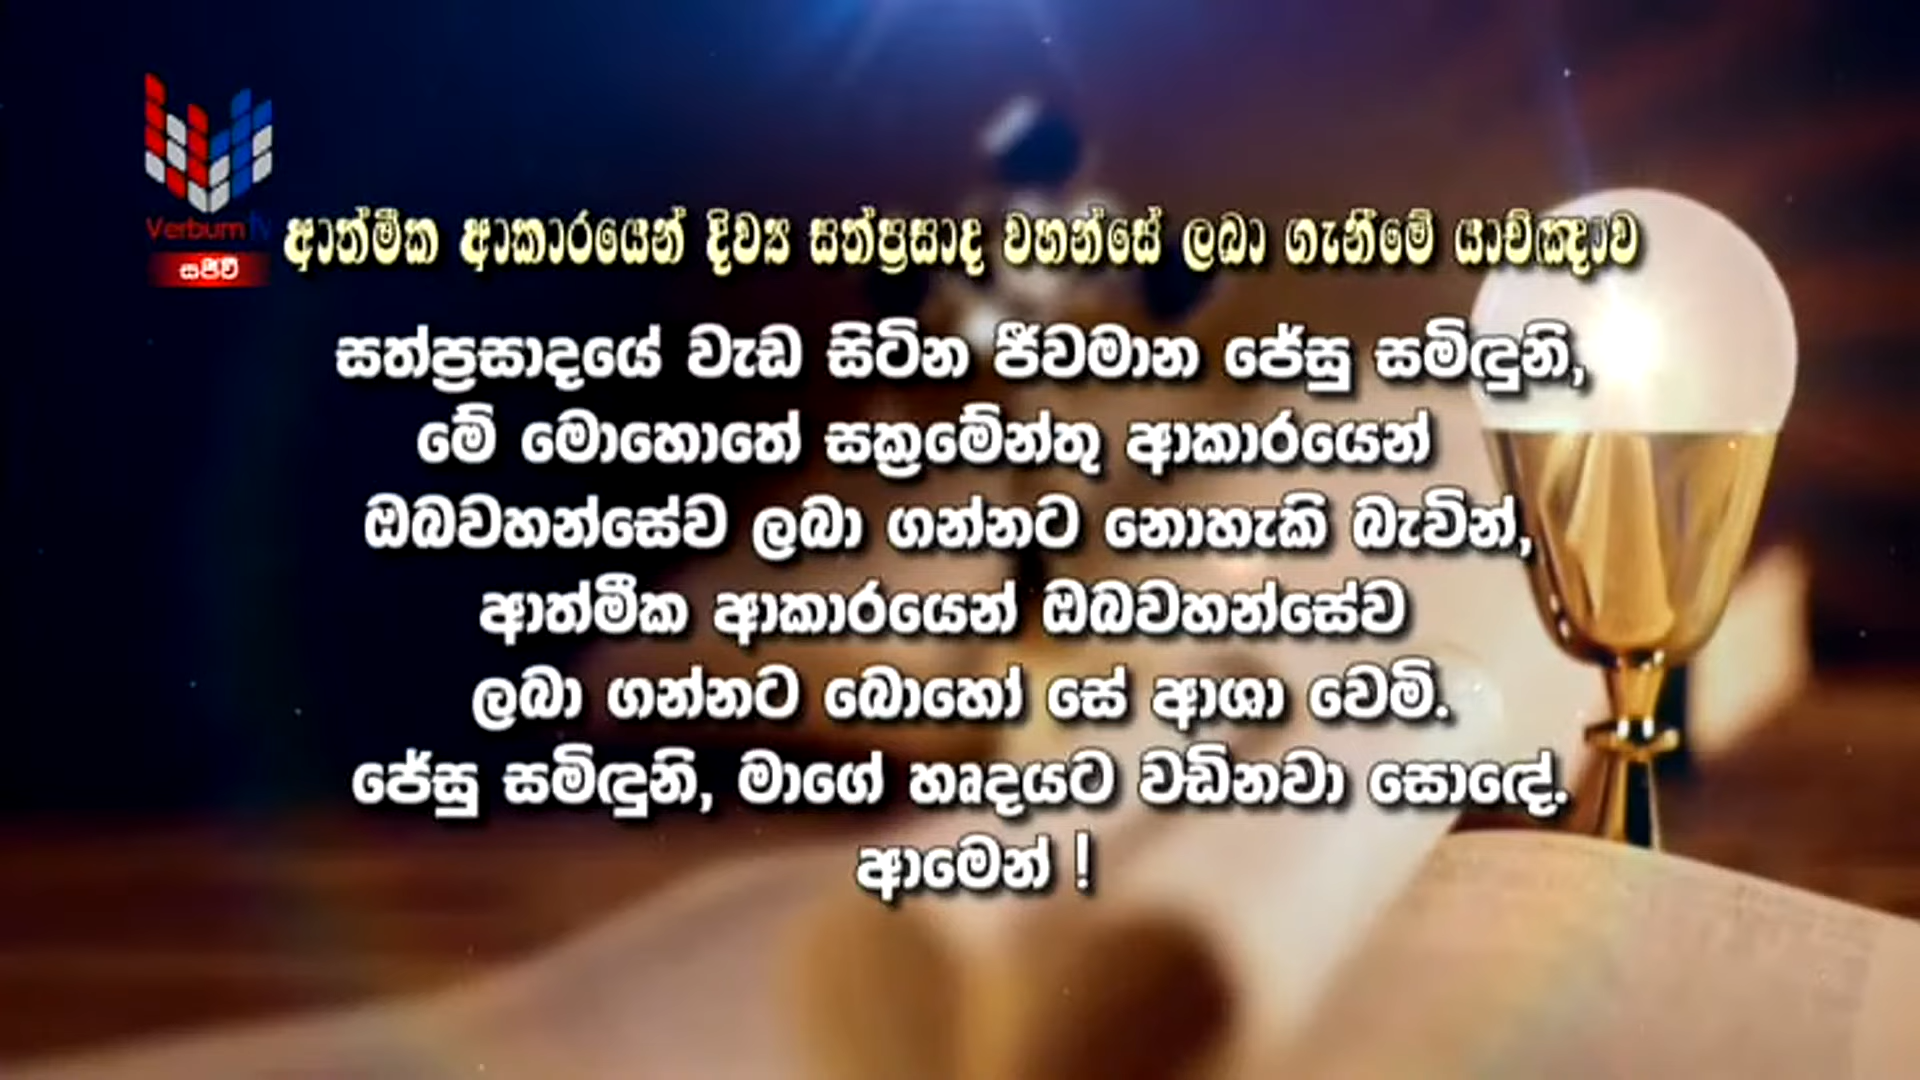 Verbum tv
සජීවී
ආත්මීක ආකාරයෙන් දිව්‍ය සත්ප්‍රසාද වහන්සේ ලබා ගැනීමේ යාච්ඤාව
සත්ප්‍රසාදයේ වැඩ සිටින ජීවමාන ජේසු සමිඳුනි,
මේ මොහොතේ සක්‍රමේන්තු ආකාරයෙන්
ඔබවහන්සේව ලබා ගන්නට නොහැකි බැවින්,
ආත්මීක ආකාරයෙන් ඔබවහන්සේව
ලබා ගන්නට බොහෝ සේ ආශා වෙමි.
ජේසු සමිඳුනි, මාගේ හෘදයට වඩිනවා සොඳේ.
ආමෙන් !